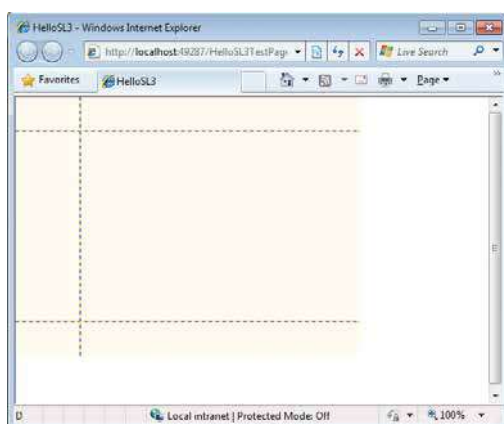 HelloSL3 - Windows Internet Explorer
http://localhost:49287/HelloSL3TestPage
Live Search
Favorites
HelloSL3
Page
D
Local intranet | Protected Mode: Off
100%